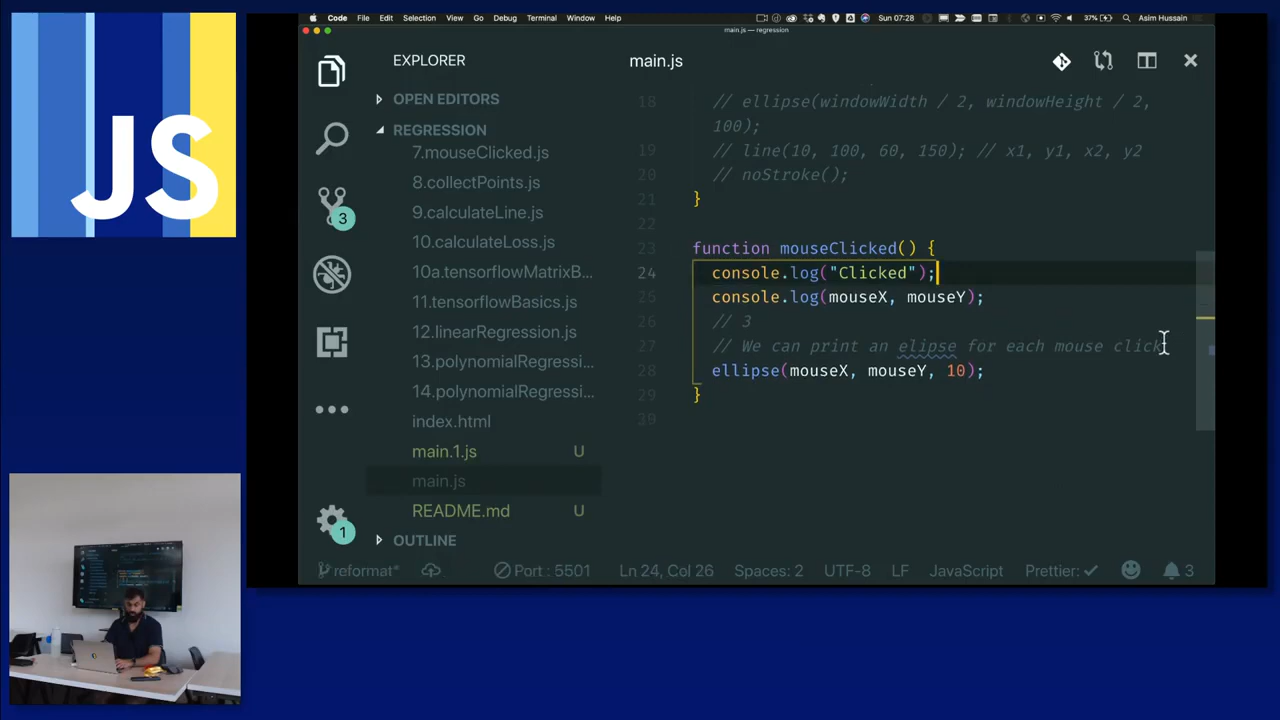 JS
Code File Edit Selection View Go Debug Terminal Window Help
Sun 07:28
37%
Asim Hussain
main.js — regression
EXPLORER
main.js
OPEN EDITORS
REGRESSION
7.mouseClicked.js
8.collectPoints.js
9.calculateLine.js
10.calculateLoss.js
10a.tensorflowMatrixB...
11.tensorflowBasics.js
12.linearRegression.js
13.polynomialRegressi...
14.polynomialRegressi...
index.html
main.1.js U
main.js
README.md U
OUTLINE
3
1
18 // ellipse(windowWidth / 2, windowHeight / 2,
100);
19 // line(10, 100, 60, 150); // x1, y1, x2, y2
20 // noStroke();
21 }
22
23 function mouseClicked() {
24 console.log("Clicked");
25 console.log(mouseX, mouseY);
26 // 3
27 // We can print an elipse for each mouse click
28 ellipse(mouseX, mouseY, 10);
29 }
30
reformat* Port : 5501 Ln 24, Col 26 Spaces: 2 UTF-8 LF JavaScript Prettier: ✓ 3